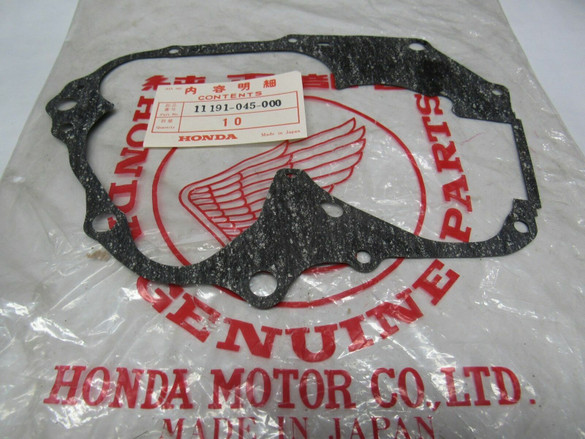 内容明細
CONTENTS
11191-045-000
10
HONDA Made in Japan
HONDA
GENUINE PARTS
HONDA MOTOR CO., LTD.
MADE IN JAPAN